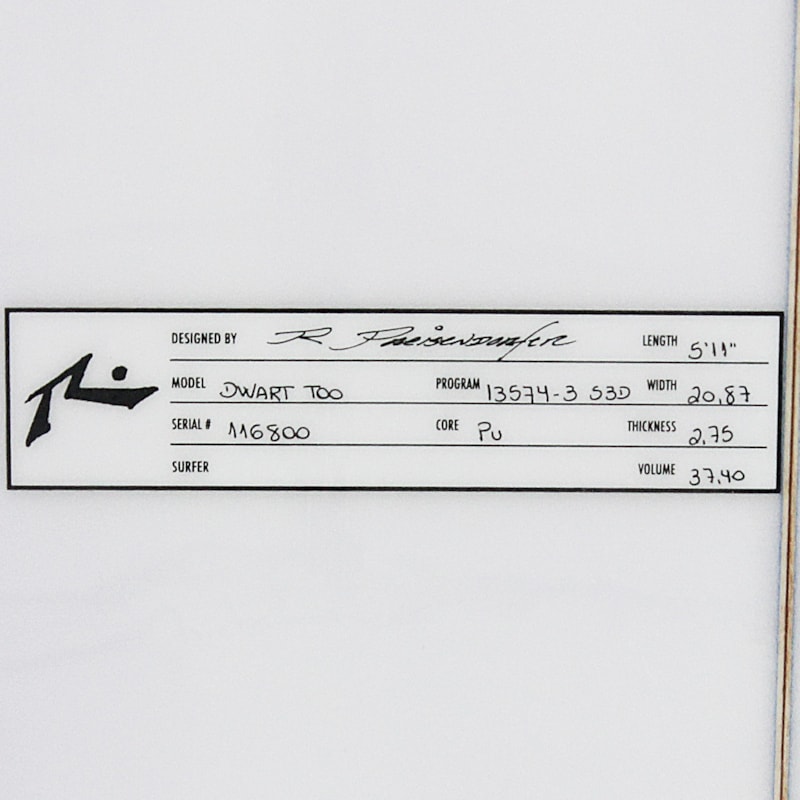 DESIGNED BY R. Preisendorfer LENGTH 5'11"
MODEL DWART TOO PROGRAM 13574-3 S3D WIDTH 20,87
SERIAL # 116800 CORE PU THICKNESS 2,75
SURFER VOLUME 37,40